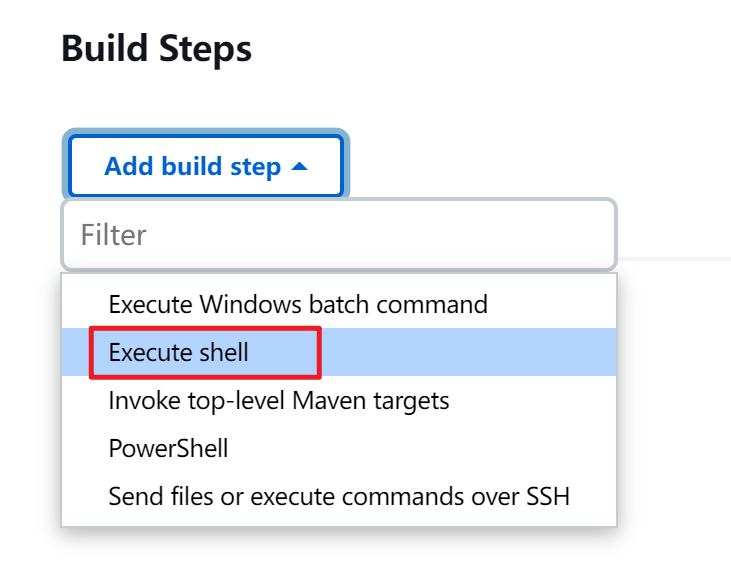 Build Steps
Add build step
Filter
Execute Windows batch command
Execute shell
Invoke top-level Maven targets
PowerShell
Send files or execute commands over SSH